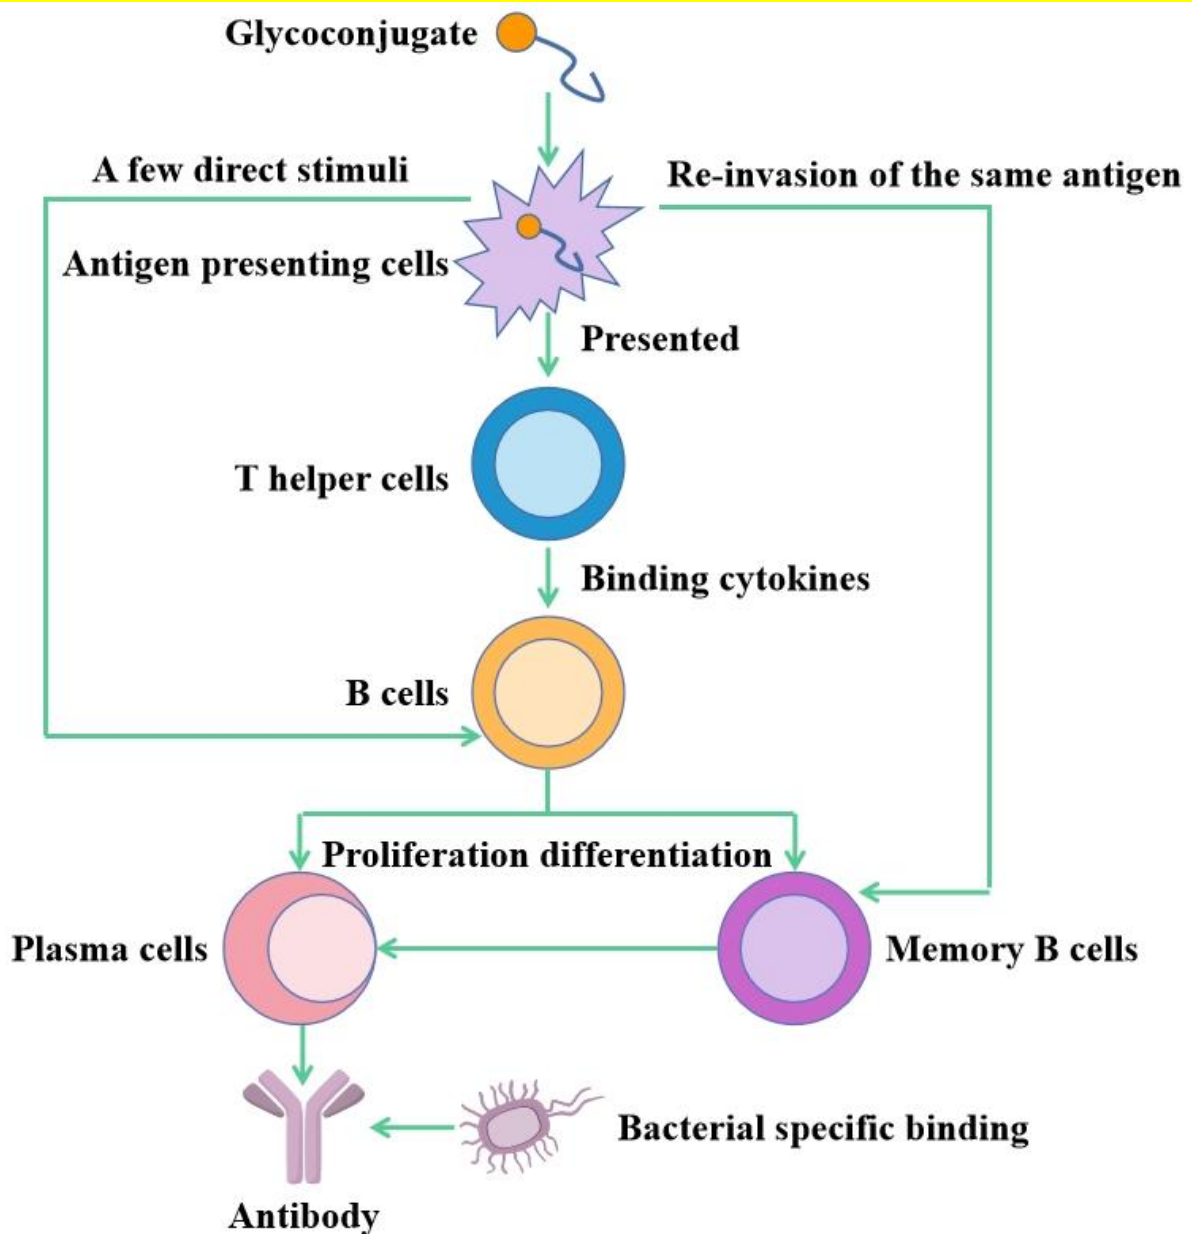 Glycoconjugate
A few direct stimuli
Re-invasion of the same antigen
Antigen presenting cells
Presented
T helper cells
Binding cytokines
B cells
Proliferation differentiation
Plasma cells
Memory B cells
Bacterial specific binding
Antibody